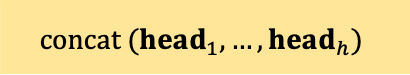 concat (head₁, …, headₕ)